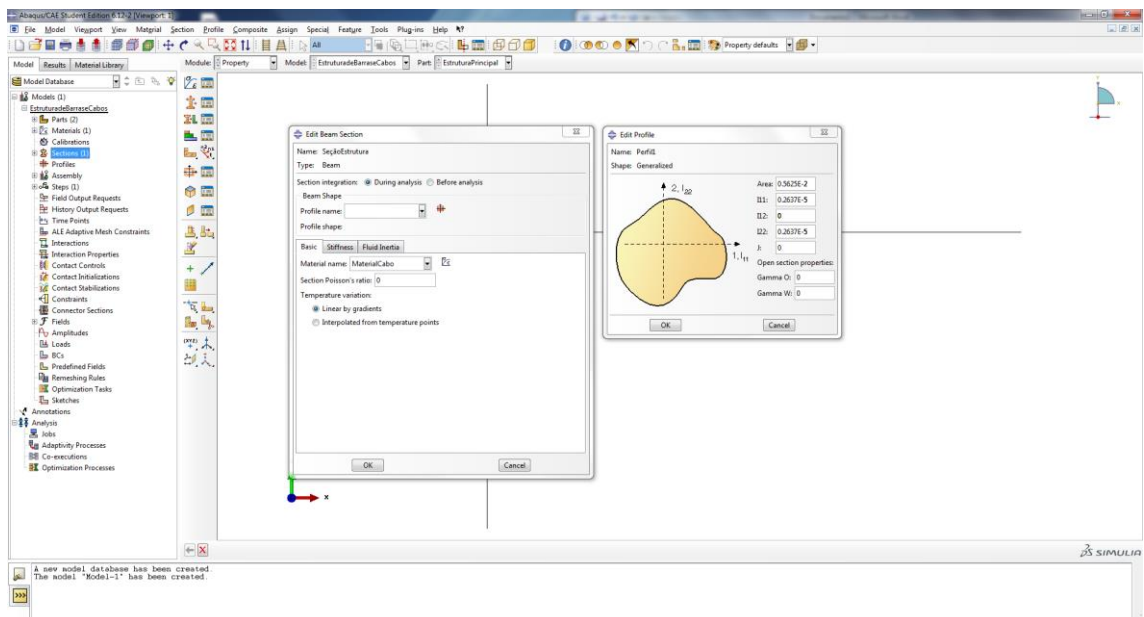 Abaqus/CAE Student Edition 6.12-2 [Viewport: 1]
File Model Viewport View Material Section Profile Composite Assign Special Feature Tools Plug-ins Help
All
Property defaults
Model Results Material Library
Module: Property Model: EstruturadeBarraseCabos Part: EstruturaPrincipal
Model Database
Models (1)
EstruturadeBarraseCabos
Parts (2)
Materials (1)
Calibrations
Sections (1)
Profiles
Assembly
Steps (1)
Field Output Requests
History Output Requests
Time Points
ALE Adaptive Mesh Constraints
Interactions
Interaction Properties
Contact Controls
Contact Initializations
Contact Stabilizations
Constraints
Connector Sections
Fields
Amplitudes
Loads
BCs
Predefined Fields
Remeshing Rules
Optimization Tasks
Sketches
Annotations
Analysis
Jobs
Adaptivity Processes
Co-executions
Optimization Processes
Edit Beam Section
Name: SeçãoEstrutura
Type: Beam
Section integration: During analysis Before analysis
Beam Shape
Profile name:
Profile shape:
Basic Stiffness Fluid Inertia
Material name: MaterialCabo
Section Poisson's ratio: 0
Temperature variation:
Linear by gradients
Interpolated from temperature points
OK Cancel
Edit Profile
Name: Perfil1
Shape: Generalized
2, I22
1, I11
Area: 0.5625E-2
I11: 0.2637E-5
I12: 0
I22: 0.2637E-5
J: 0
Open section properties:
Gamma O: 0
Gamma W: 0
OK Cancel
x
SIMULIA
A new model database has been created.
The model "Model-1" has been created.
>>>